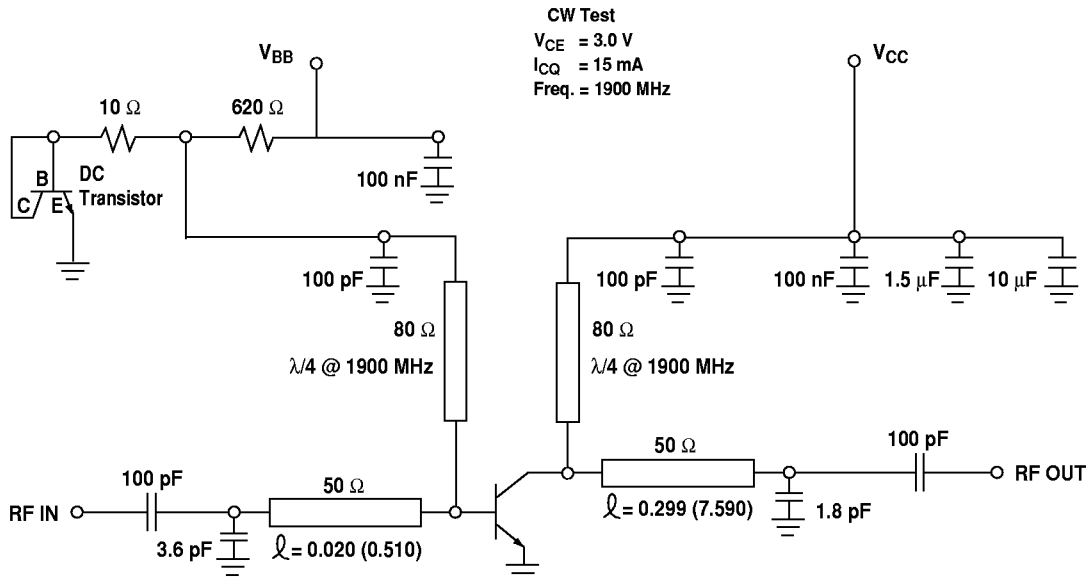 CW Test
V_CE = 3.0 V
I_CQ = 15 mA
Freq. = 1900 MHz
V_BB
V_CC
10 Ω
620 Ω
B
C
E
DC
Transistor
100 nF
100 pF
100 pF
100 nF
1.5 μF
10 μF
80 Ω
λ/4 @ 1900 MHz
80 Ω
λ/4 @ 1900 MHz
RF IN
100 pF
3.6 pF
50 Ω
ℓ = 0.020 (0.510)
50 Ω
ℓ = 0.299 (7.590)
1.8 pF
100 pF
RF OUT